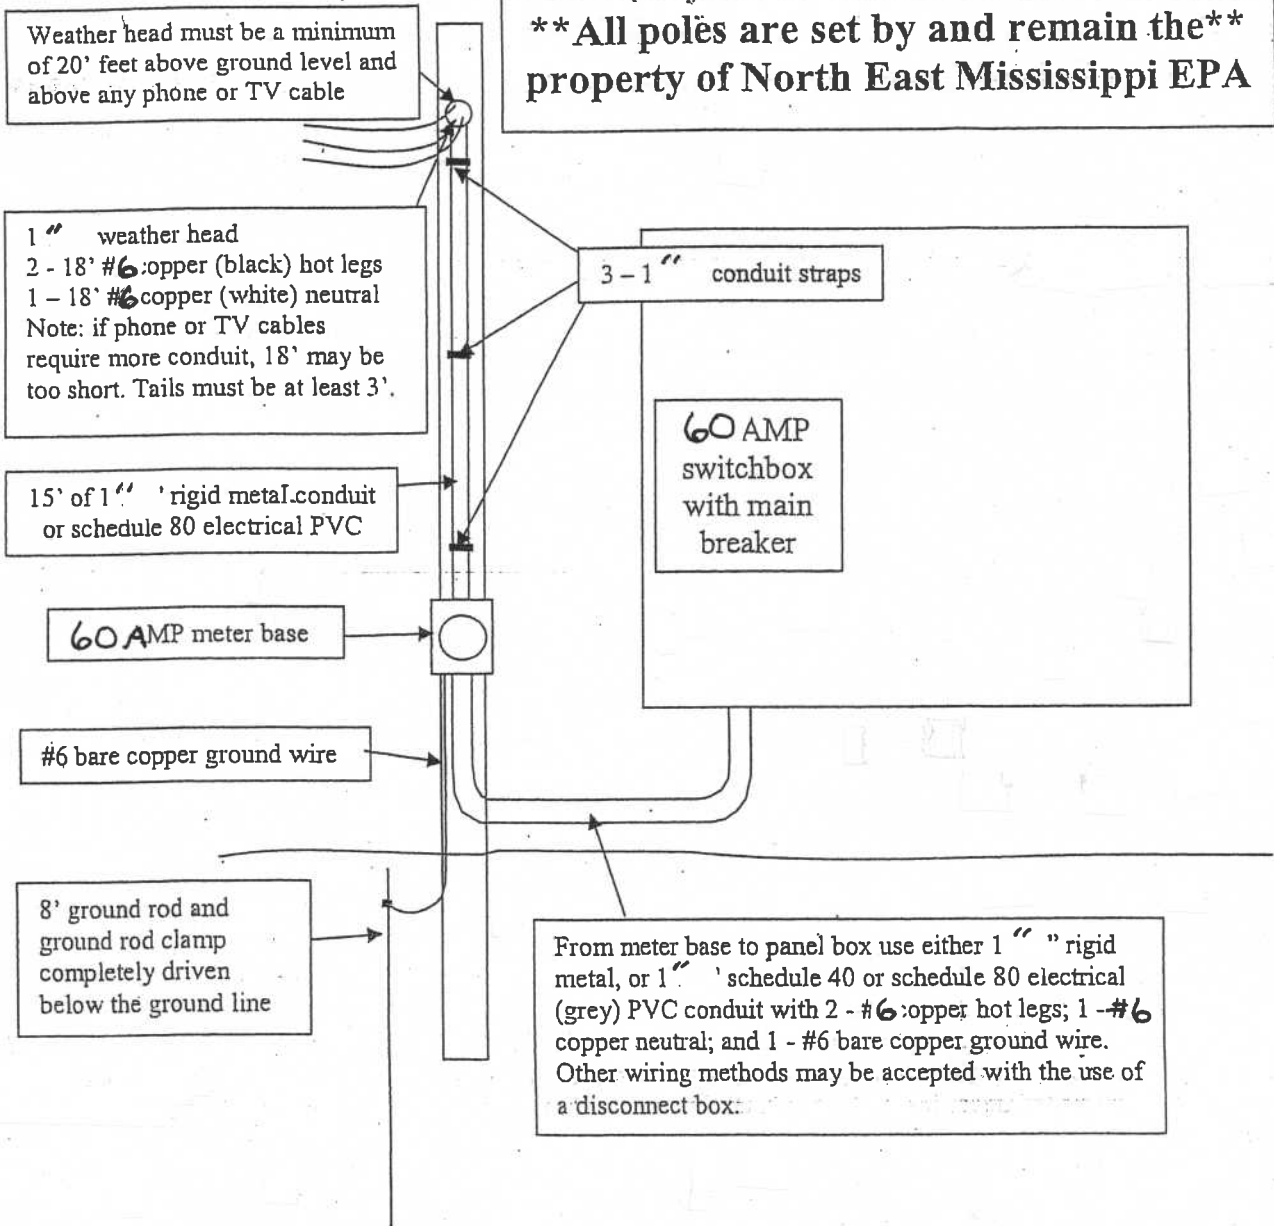 **All poles are set by and remain the**
property of North East Mississippi EPA
Weather head must be a minimum
of 20' feet above ground level and
above any phone or TV cable
1" weather head
2 - 18' #6 :opper (black) hot legs
1 – 18' #6 copper (white) neutral
Note: if phone or TV cables
require more conduit, 18' may be
too short. Tails must be at least 3'.
3 – 1" conduit straps
60 AMP
switchbox
with main
breaker
15' of 1" ' rigid metal conduit
or schedule 80 electrical PVC
60 AMP meter base
#6 bare copper ground wire
8' ground rod and
ground rod clamp
completely driven
below the ground line
From meter base to panel box use either 1" " rigid
metal, or 1" ' schedule 40 or schedule 80 electrical
(grey) PVC conduit with 2 - #6 :opper hot legs; 1 - #6
copper neutral; and 1 - #6 bare copper ground wire.
Other wiring methods may be accepted with the use of
a disconnect box.